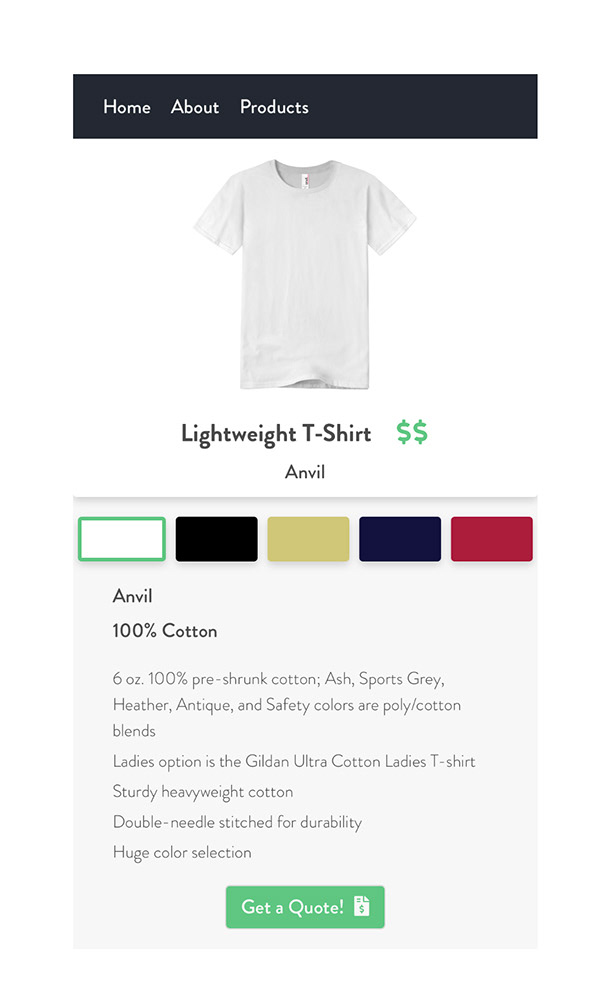 Home About Products
Lightweight T-Shirt $$
Anvil
Anvil
100% Cotton
6 oz. 100% pre-shrunk cotton; Ash, Sports Grey,
Heather, Antique, and Safety colors are poly/cotton
blends
Ladies option is the Gildan Ultra Cotton Ladies T-shirt
Sturdy heavyweight cotton
Double-needle stitched for durability
Huge color selection
Get a Quote! $